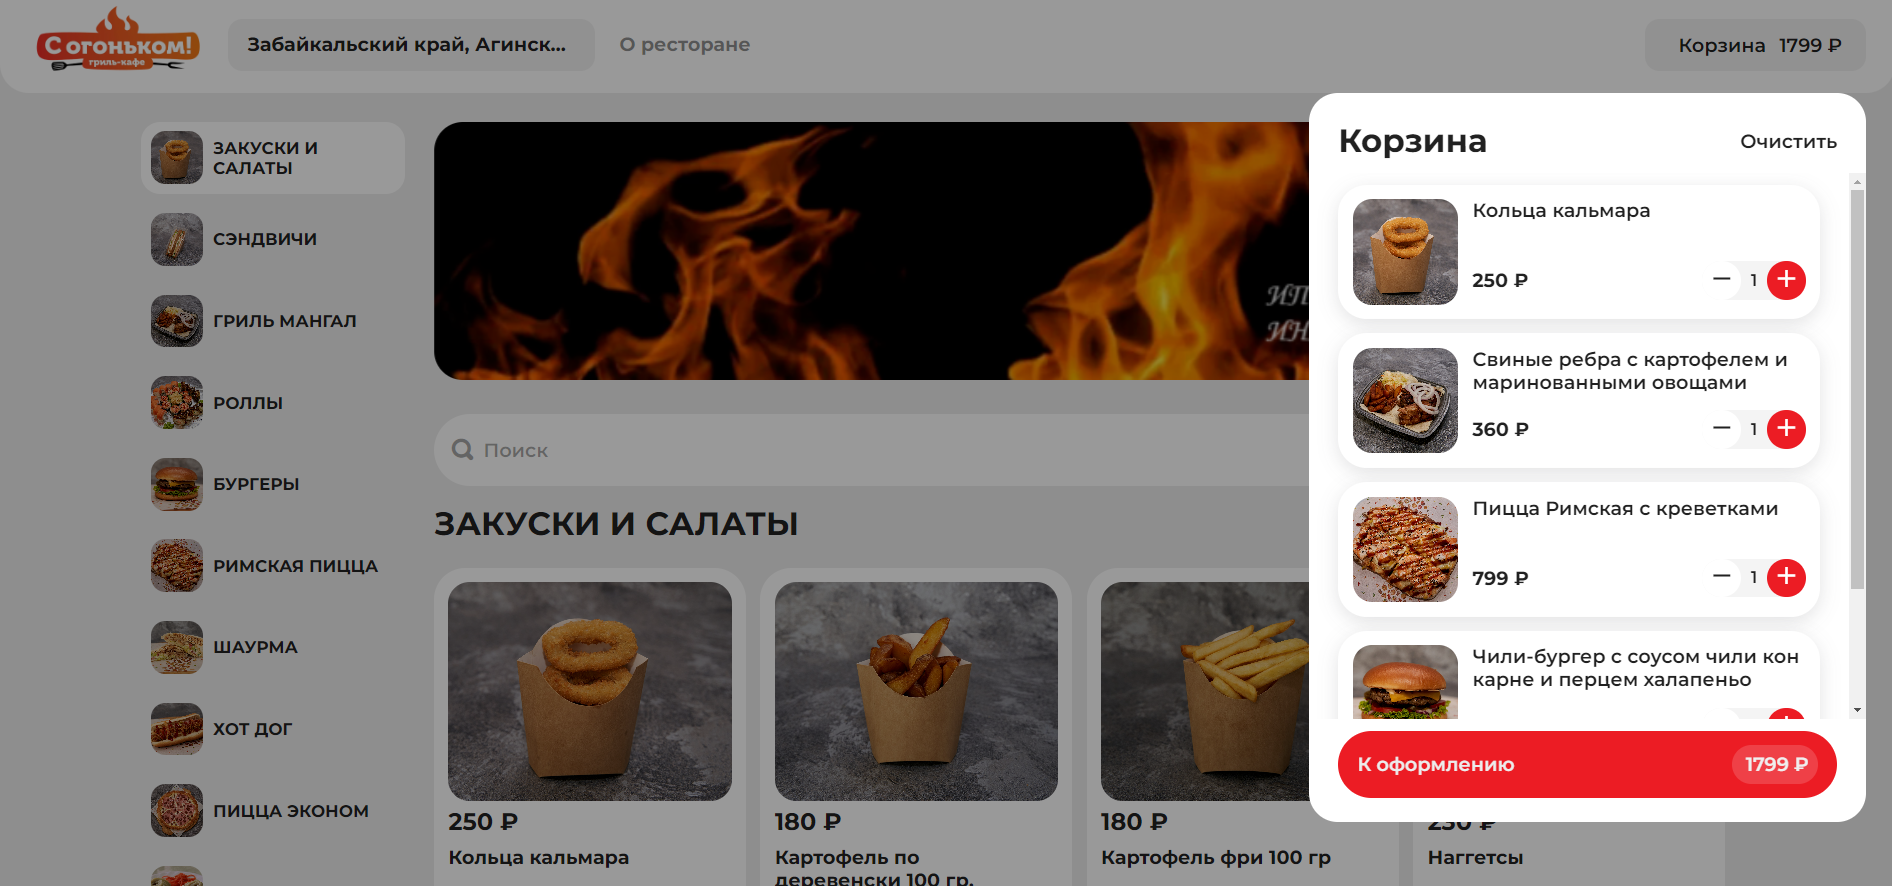 С огоньком!
гриль-кафе
Забайкальский край, Агинск...
О ресторане
Корзина 1799 ₽
ЗАКУСКИ И
САЛАТЫ
СЭНДВИЧИ
ГРИЛЬ МАНГАЛ
РОЛЛЫ
БУРГЕРЫ
РИМСКАЯ ПИЦЦА
ШАУРМА
ХОТ ДОГ
ПИЦЦА ЭКОНОМ
ИП
ИН
Поиск
ЗАКУСКИ И САЛАТЫ
250 ₽
Кольца кальмара
180 ₽
Картофель по
деревенски 100 гр.
180 ₽
Картофель фри 100 гр
230 ₽
Наггетсы
Корзина
Очистить
Кольца кальмара
250 ₽
1
Свиные ребра с картофелем и
маринованными овощами
360 ₽
1
Пицца Римская с креветками
799 ₽
1
Чили-бургер с соусом чили кон
карне и перцем халапеньо
К оформлению
1799 ₽